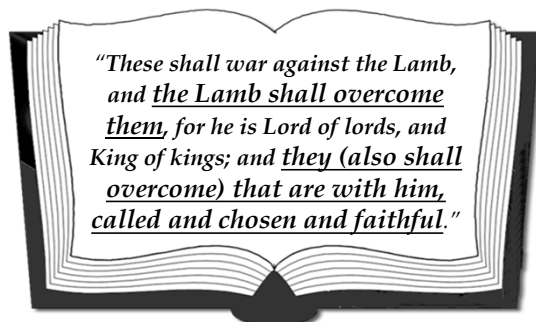 “These shall war against the Lamb,
and the Lamb shall overcome
them, for he is Lord of lords, and
King of kings; and they (also shall
overcome) that are with him,
called and chosen and faithful.”